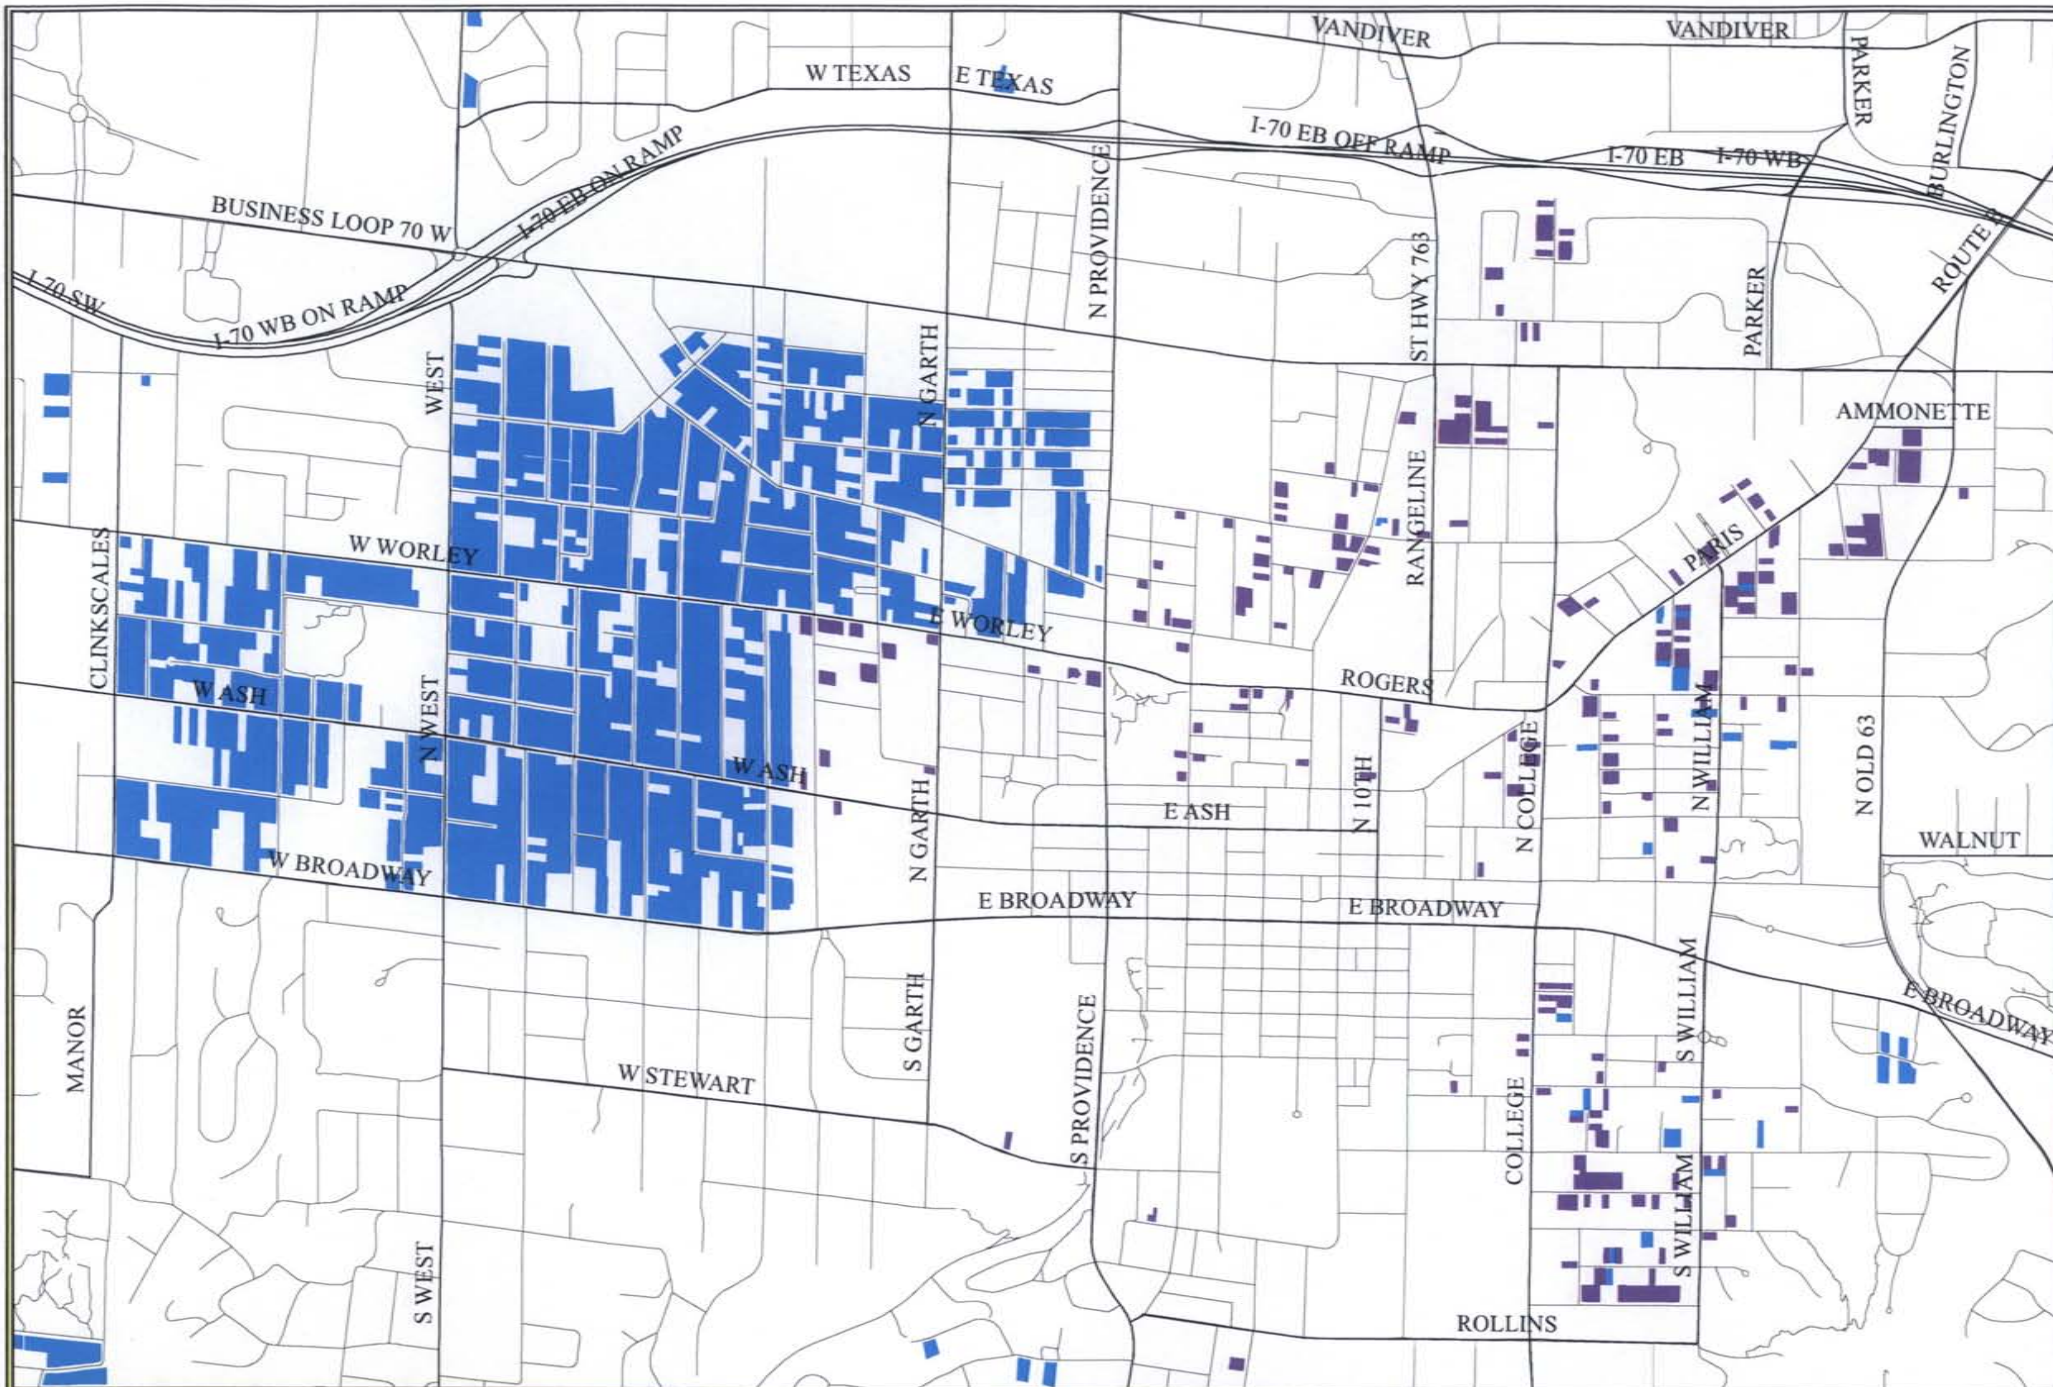 VANDIVER
VANDIVER
PARKER
BURLINGTON
W TEXAS
E TEXAS
I-70 EB OFF RAMP
I-70 EB
I-70 WB
I-70 EB ON RAMP
N PROVIDENCE
BUSINESS LOOP 70 W
ROUTE B
ST HWY 763
PARKER
I-70 SW
I-70 WB ON RAMP
WEST
N GARTH
AMMONETTE
RANGELINE
CLINKSCALES
W WORLEY
PARIS
E WORLEY
W ASH
N WEST
ROGERS
N COLLEGE
N WILLIAM
N OLD 63
W ASH
N 10TH
E ASH
N GARTH
WALNUT
W BROADWAY
E BROADWAY
E BROADWAY
S WILLIAM
E BROADWAY
MANOR
S GARTH
S PROVIDENCE
W STEWART
COLLEGE
S WILLIAM
S WEST
ROLLINS